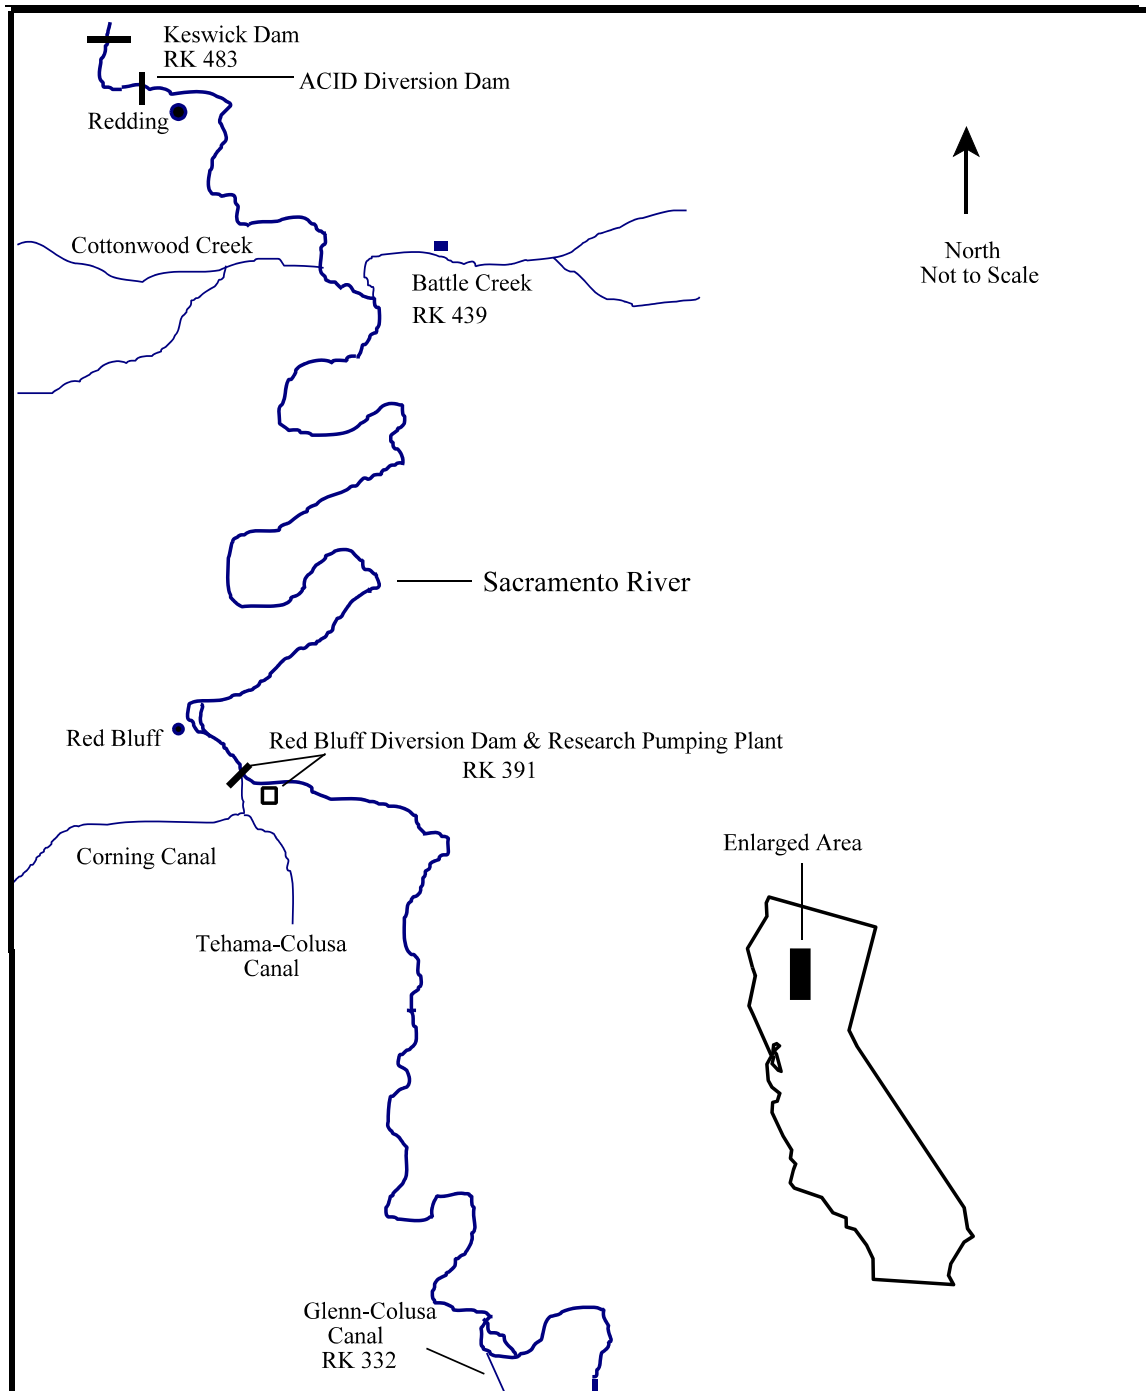 Keswick Dam
RK 483
ACID Diversion Dam
Redding
Cottonwood Creek
Battle Creek
RK 439
North
Not to Scale
Sacramento River
Red Bluff
Red Bluff Diversion Dam & Research Pumping Plant
RK 391
Corning Canal
Enlarged Area
Tehama-Colusa
Canal
Glenn-Colusa
Canal
RK 332